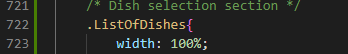 721 /* Dish selection section */
722 .ListOfDishes{
723 width: 100%;